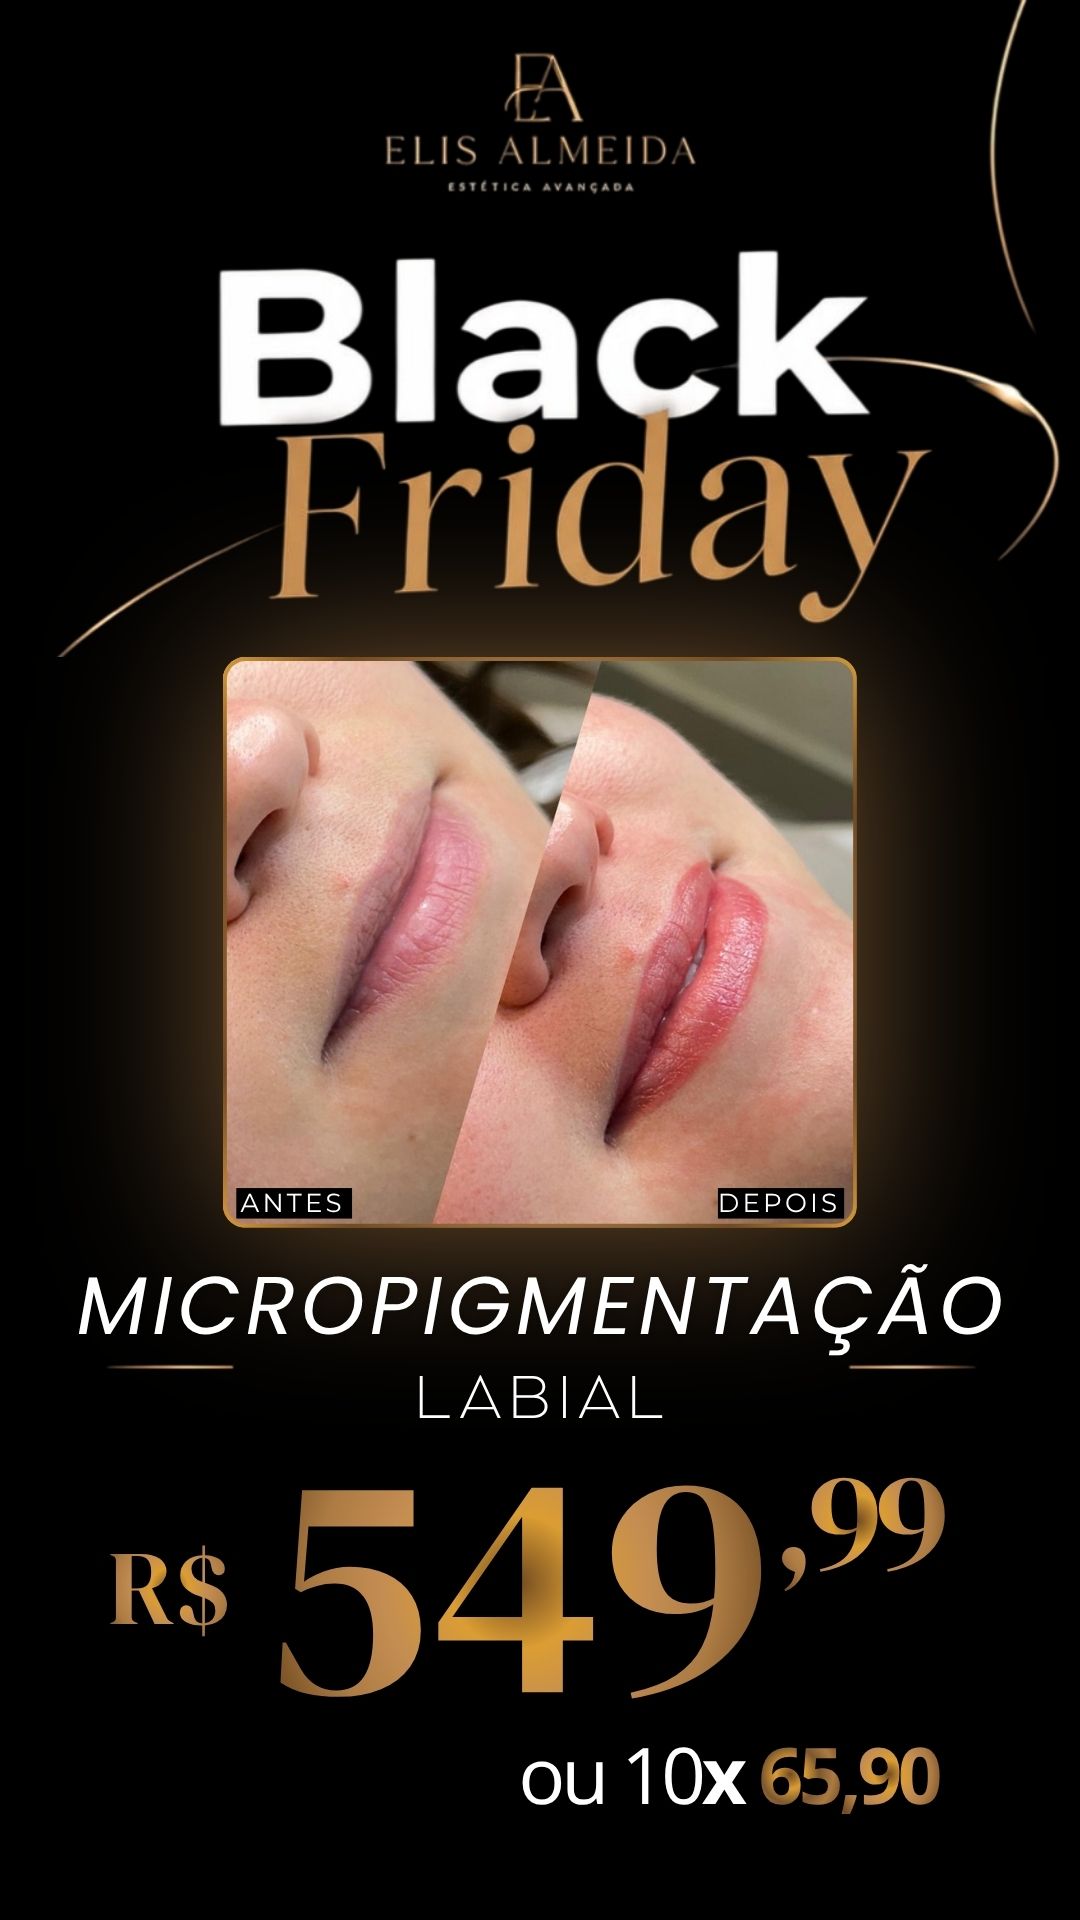 EA
ELIS ALMEIDA
ESTÉTICA AVANÇADA
Black
Friday
ANTES
DEPOIS
MICROPIGMENTAÇÃO
LABIAL
R$ 549,99
ou 10x 65,90